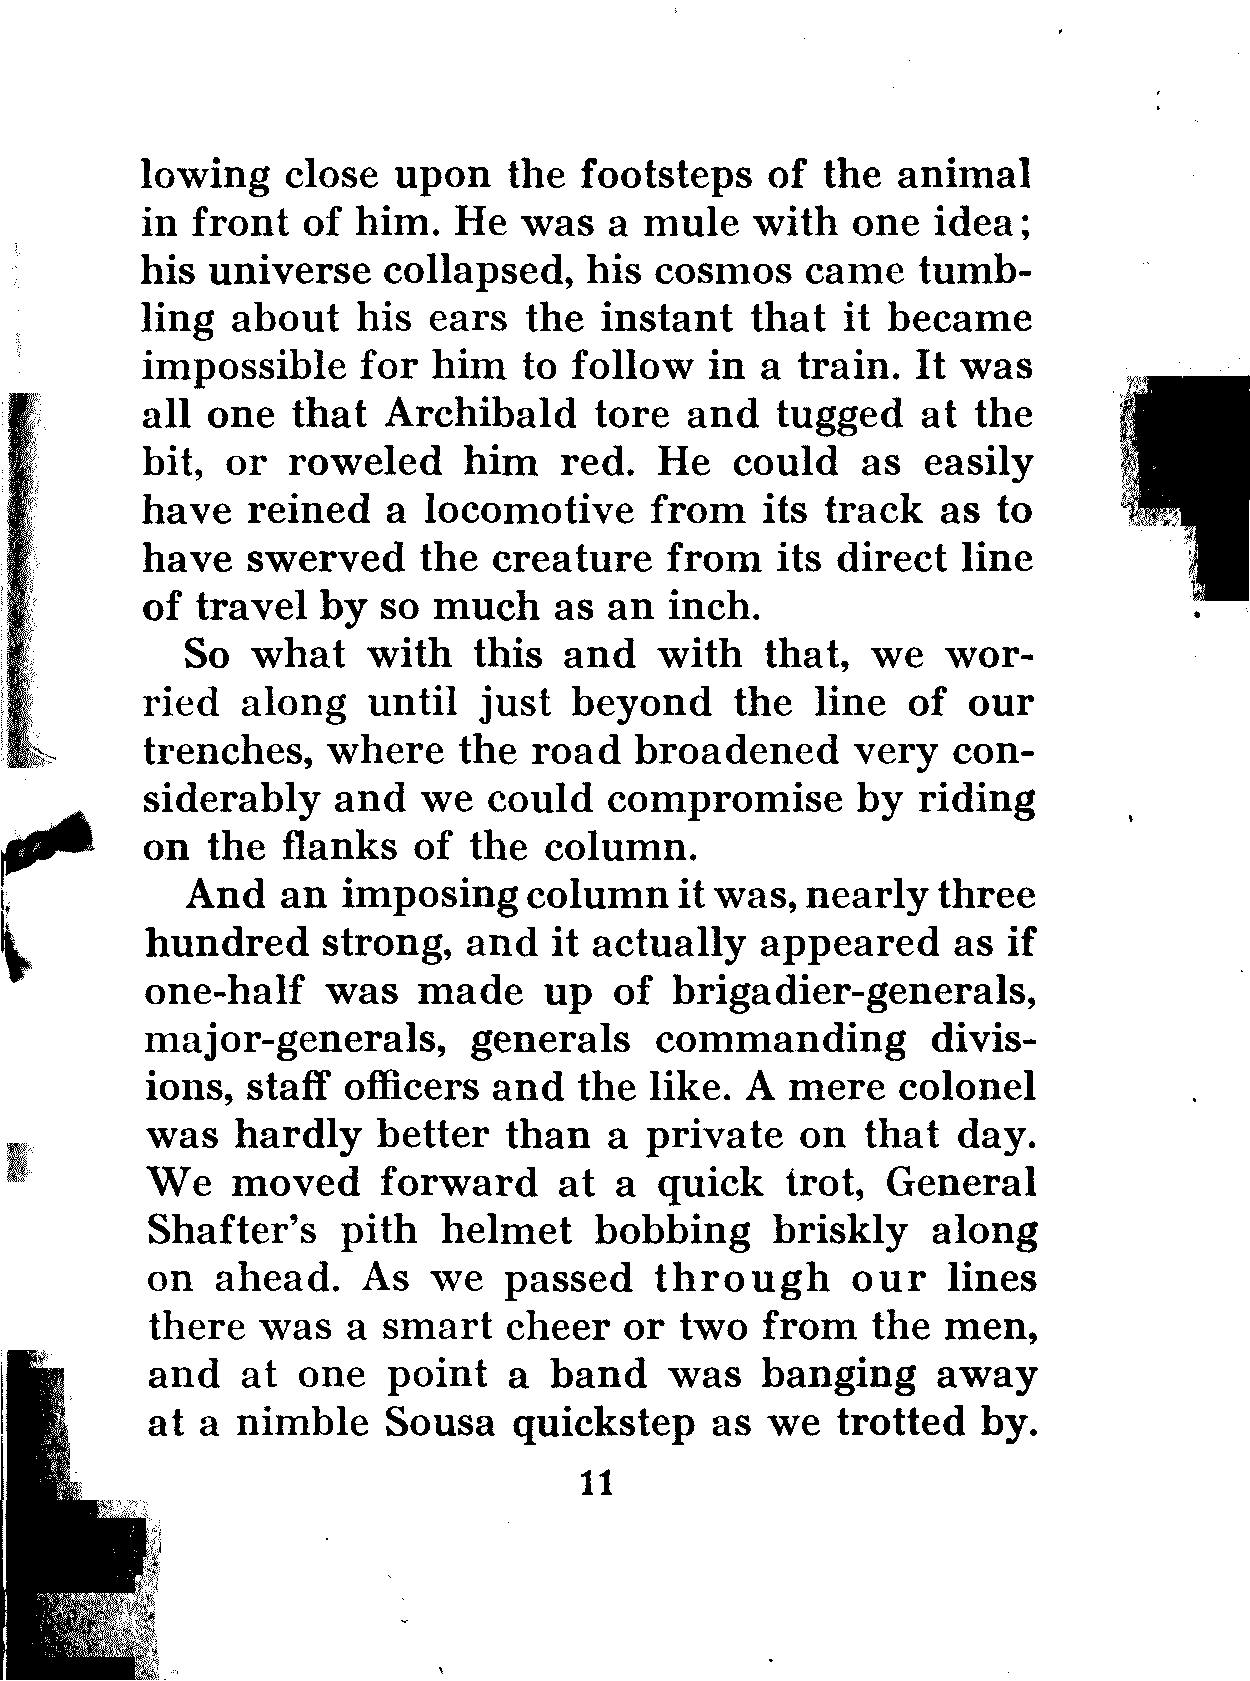 lowing close upon the footsteps of the animal
in front of him. He was a mule with one idea;
his universe collapsed, his cosmos came tumb-
ling about his ears the instant that it became
impossible for him to follow in a train. It was
all one that Archibald tore and tugged at the
bit, or roweled him red. He could as easily
have reined a locomotive from its track as to
have swerved the creature from its direct line
of travel by so much as an inch.
So what with this and with that, we wor-
ried along until just beyond the line of our
trenches, where the road broadened very con-
siderably and we could compromise by riding
on the flanks of the column.
And an imposing column it was, nearly three
hundred strong, and it actually appeared as if
one-half was made up of brigadier-generals,
major-generals, generals commanding divis-
ions, staff officers and the like. A mere colonel
was hardly better than a private on that day.
We moved forward at a quick trot, General
Shafter's pith helmet bobbing briskly along
on ahead. As we passed through our lines
there was a smart cheer or two from the men,
and at one point a band was banging away
at a nimble Sousa quickstep as we trotted by.
11